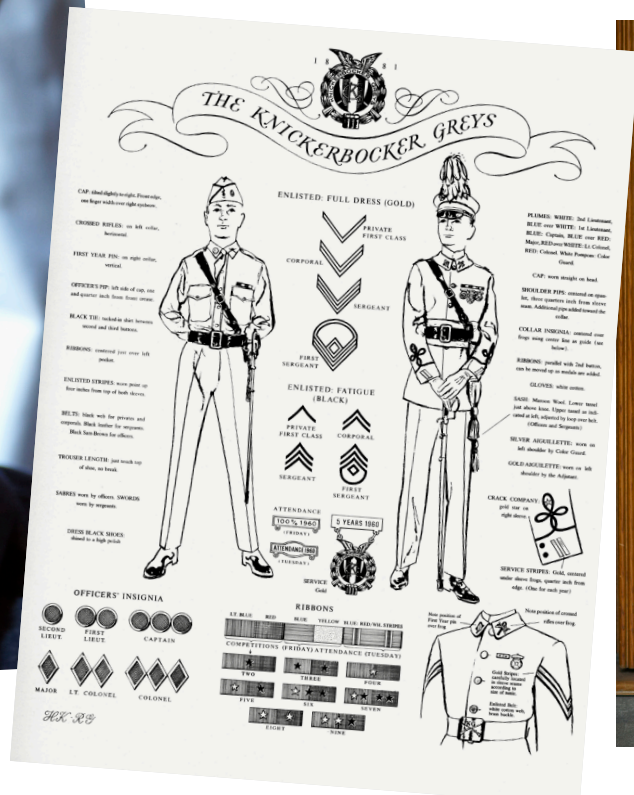 1881
THE KNICKERBOCKER GREYS
CAP: tilted slightly to right. Front edge,
one finger width over right eyebrow.
CROSSED RIFLES: on left collar,
horizontal
FIRST YEAR PIN: on right collar,
vertical
OFFICER'S PIP: left side of cap, one
and quarter inch from front crease.
BLACK TIE: tucked in shirt between
second and third buttons.
RIBBONS: centered just over left
pocket.
ENLISTED STRIPES: worn point up
four inches from top of both sleeves.
BELTS: black web for privates and
corporals. Black leather for sergeants.
Black Sam Brown for officers.
TROUSER LENGTH: just touch top
of shoe, no break
SABRES worn by officers. SWORDS
worn by sergeants.
DRESS BLACK SHOES:
shined to a high polish
ENLISTED: FULL DRESS (GOLD)
PRIVATE
FIRST CLASS
CORPORAL
SERGEANT
FIRST
SERGEANT
ENLISTED: FATIGUE
(BLACK)
PRIVATE
FIRST CLASS
CORPORAL
SERGEANT
FIRST
SERGEANT
ATTENDANCE
100% 1960
(FRIDAY)
ATTENDANCE 1960
(TUESDAY)
5 YEARS 1960
SERVICE
Gold
PLUMES: WHITE: 2nd Lieutenant,
BLUE over WHITE: 1st Lieutenant,
BLUE: Captain, BLUE over RED:
Major, RED over WHITE: Lt. Colonel,
RED: Colonel. White Pompom: Color
Guard.
CAP: worn straight on head.
SHOULDER PIPS: centered on epau-
let, three quarters inch from sleeve
seam. Additional pips added toward the
collar.
COLLAR INSIGNIA: centered over
frogs using center line as guide (see
below).
RIBBONS: parallel with 2nd button,
can be moved up as medals are added.
GLOVES: white cotton.
SASH: Maroon Wool. Lower tassel
just above knee. Upper tassel as indi-
cated at left, adjusted by loop over belt.
(Officers and Sergeants)
SILVER AIGUILLETTE: worn on
left shoulder by Color Guard.
GOLD AIGUILLETTE: worn on left
shoulder by the Adjutant.
CRACK COMPANY
gold star on
right sleeve
SERVICE STRIPES: Gold, centered
under sleeve frogs, quarter inch from
edge. (One for each year)
OFFICERS' INSIGNIA
SECOND
LIEUT.
FIRST
LIEUT.
CAPTAIN
MAJOR
LT. COLONEL
COLONEL
HK-RG
RIBBONS
LT. BLUE RED BLUE YELLOW BLUE: RED/WH. STRIPES
COMPETITIONS (FRIDAY) ATTENDANCE (TUESDAY)
TWO
THREE
FOUR
FIVE
SIX
SEVEN
EIGHT
NINE
Note position of
First Year pin
over frog
Note position of crossed
rifles over frog.
Gold Stripes:
carefully located
in sleeve seams
according to
size of sleeve.
Enlisted Belt:
white cotton web,
brass buckle.